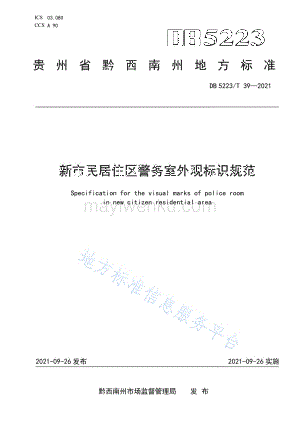 ICS 03.080
CCS A 90
DB5223
贵州省黔西南州地方标准
DB 5223/T 39—2021
新市民居住区警务室外观标识规范
Specification for the visual marks of police room
in new citizen residential area
mayiwenku.com
地方标准信息服务平台
2021-09-26 发布
2021-09-26 实施
黔西南州市场监督管理局 发布